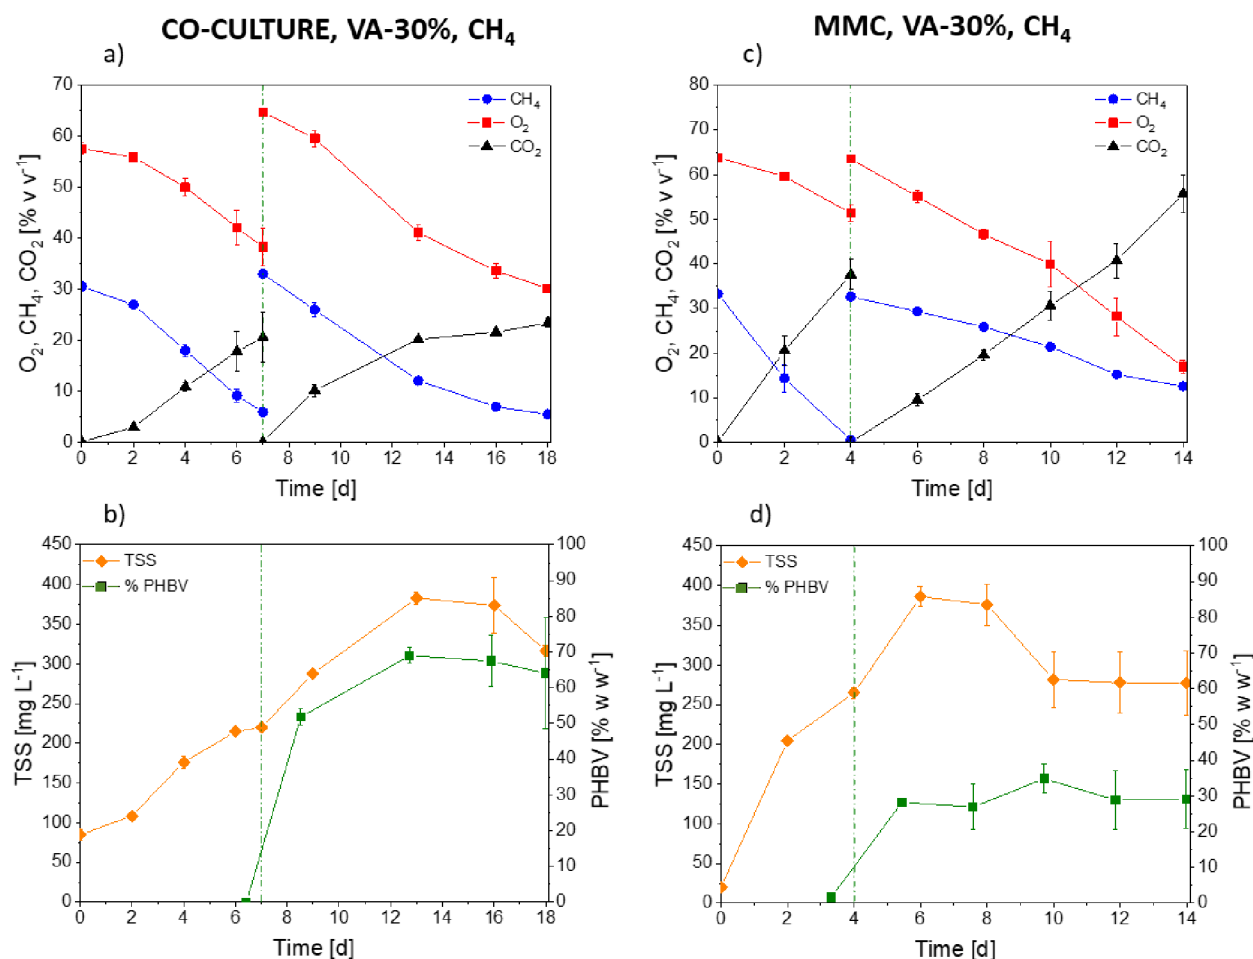 CO-CULTURE, VA-30%, CH₄
a)
70
60
50
40
30
20
10
0
O₂, CH₄, CO₂ [% v v⁻¹]
CH₄
O₂
CO₂
0 2 4 6 8 10 12 14 16 18
Time [d]
MMC, VA-30%, CH₄
c)
80
70
60
50
40
30
20
10
0
O₂, CH₄, CO₂ [% v v⁻¹]
CH₄
O₂
CO₂
0 2 4 6 8 10 12 14
Time [d]
b)
450
400
350
300
250
200
150
100
50
0
TSS [mg L⁻¹]
TSS
% PHBV
100
90
80
70
60
50
40
30
20
10
0
PHBV [% w w⁻¹]
0 2 4 6 8 10 12 14 16 18
Time [d]
d)
450
400
350
300
250
200
150
100
50
0
TSS [mg L⁻¹]
TSS
% PHBV
100
90
80
70
60
50
40
30
20
10
0
PHBV [% w w⁻¹]
0 2 4 6 8 10 12 14
Time [d]